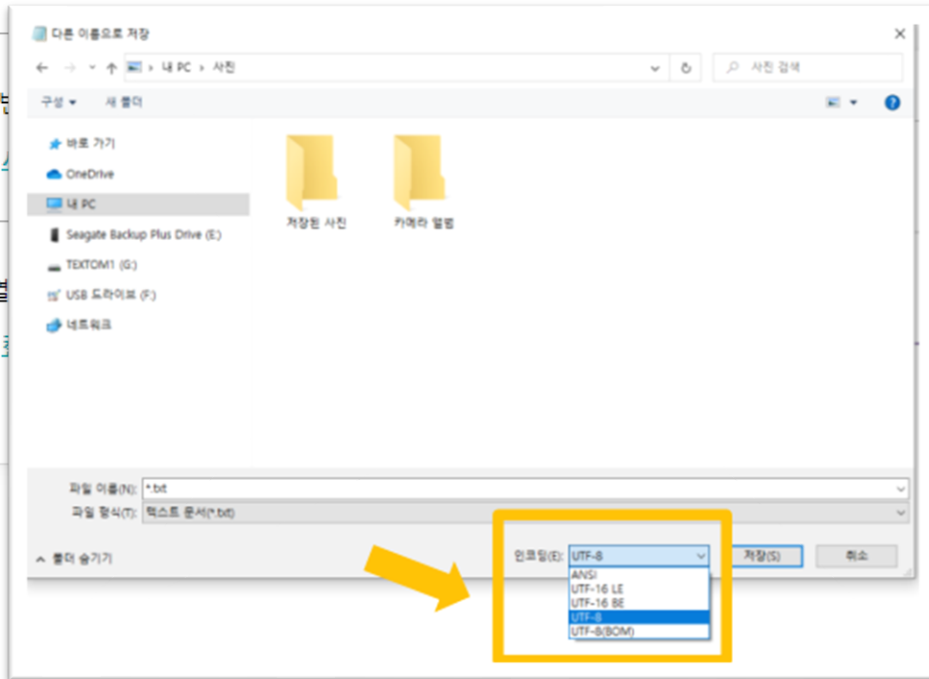 다른 이름으로 저장
내 PC > 사진
사진 검색
구성
새 폴더
바로 가기
OneDrive
내 PC
Seagate Backup Plus Drive (E:)
TEXTOM1 (G:)
USB 드라이브 (F:)
네트워크
저장된 사진
카메라 앨범
파일 이름(N): *.txt
파일 형식(T): 텍스트 문서(*.txt)
폴더 숨기기
인코딩(E): UTF-8
저장(S)
취소
ANSI
UTF-16 LE
UTF-16 BE
UTF-8
UTF-8(BOM)